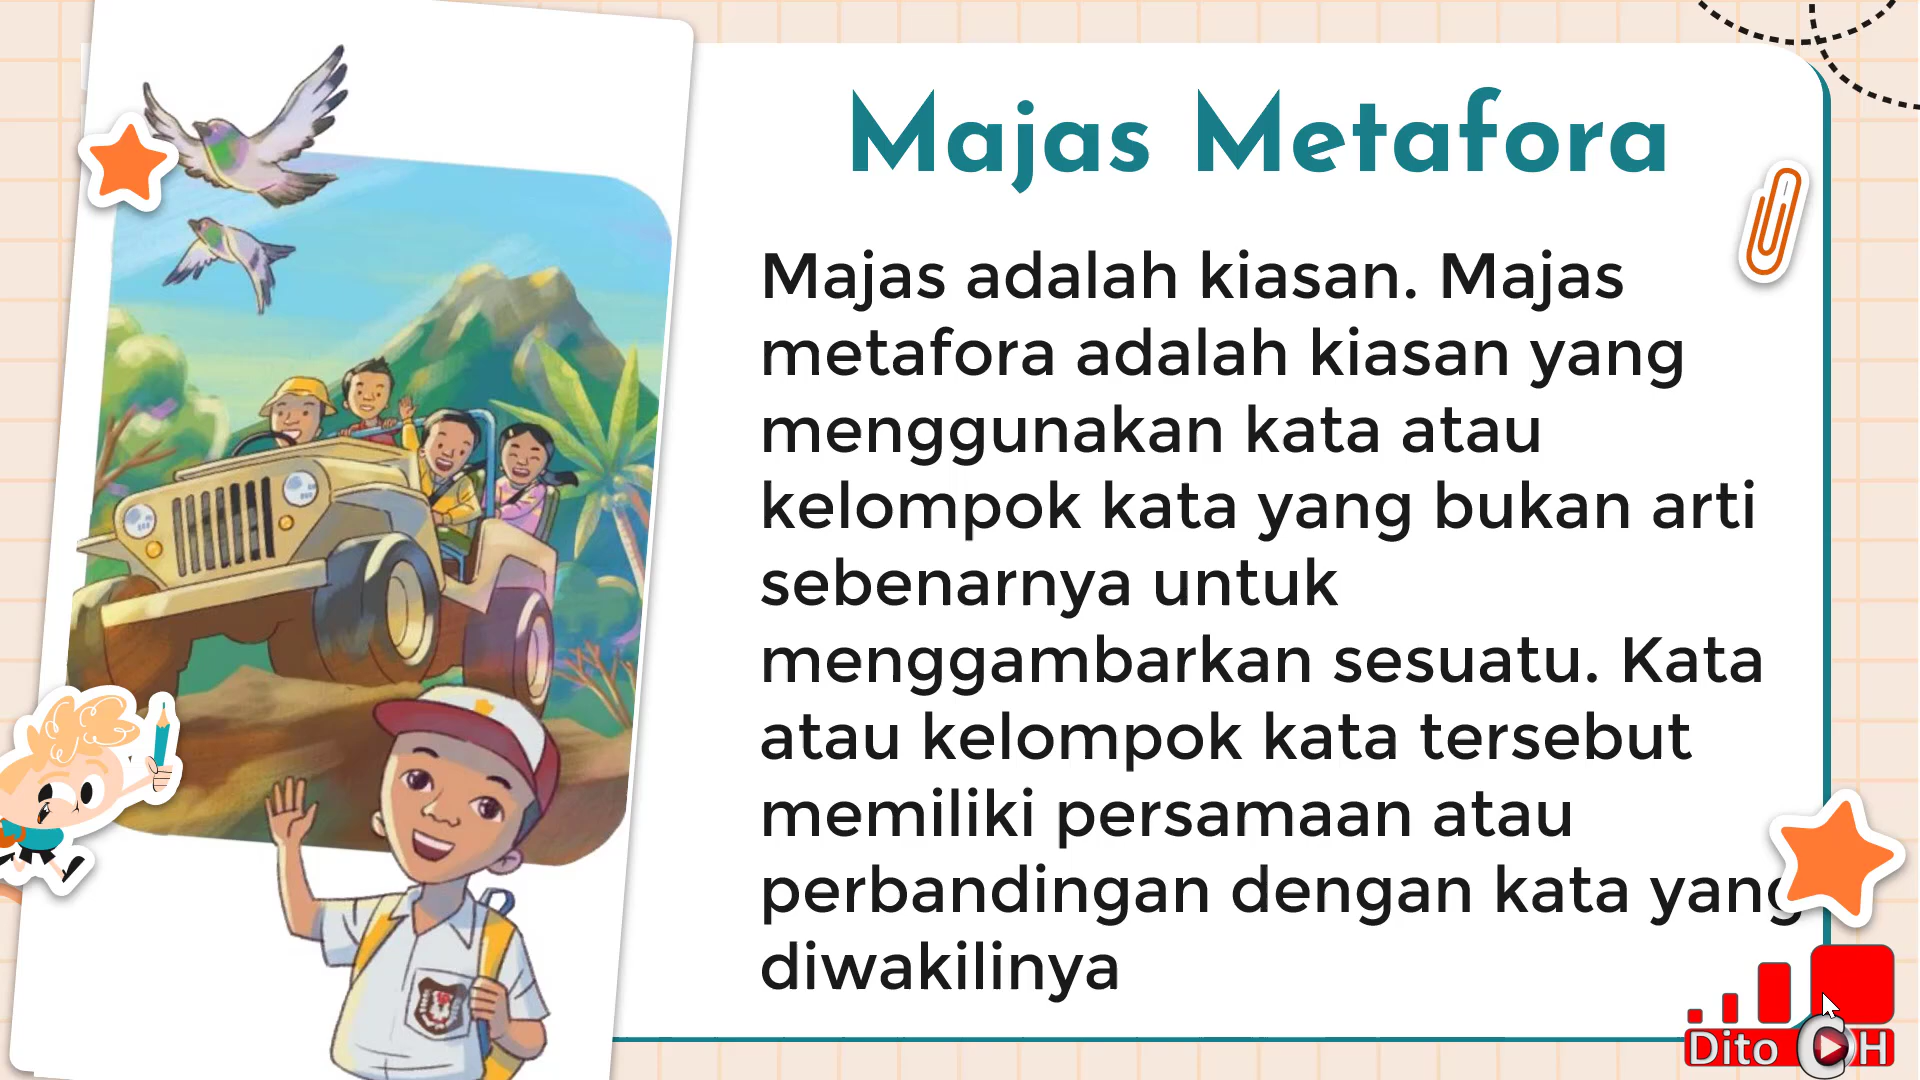 Majas Metafora
Majas adalah kiasan. Majas
metafora adalah kiasan yang
menggunakan kata atau
kelompok kata yang bukan arti
sebenarnya untuk
menggambarkan sesuatu. Kata
atau kelompok kata tersebut
memiliki persamaan atau
perbandingan dengan kata yang
diwakilinya
Dito CH